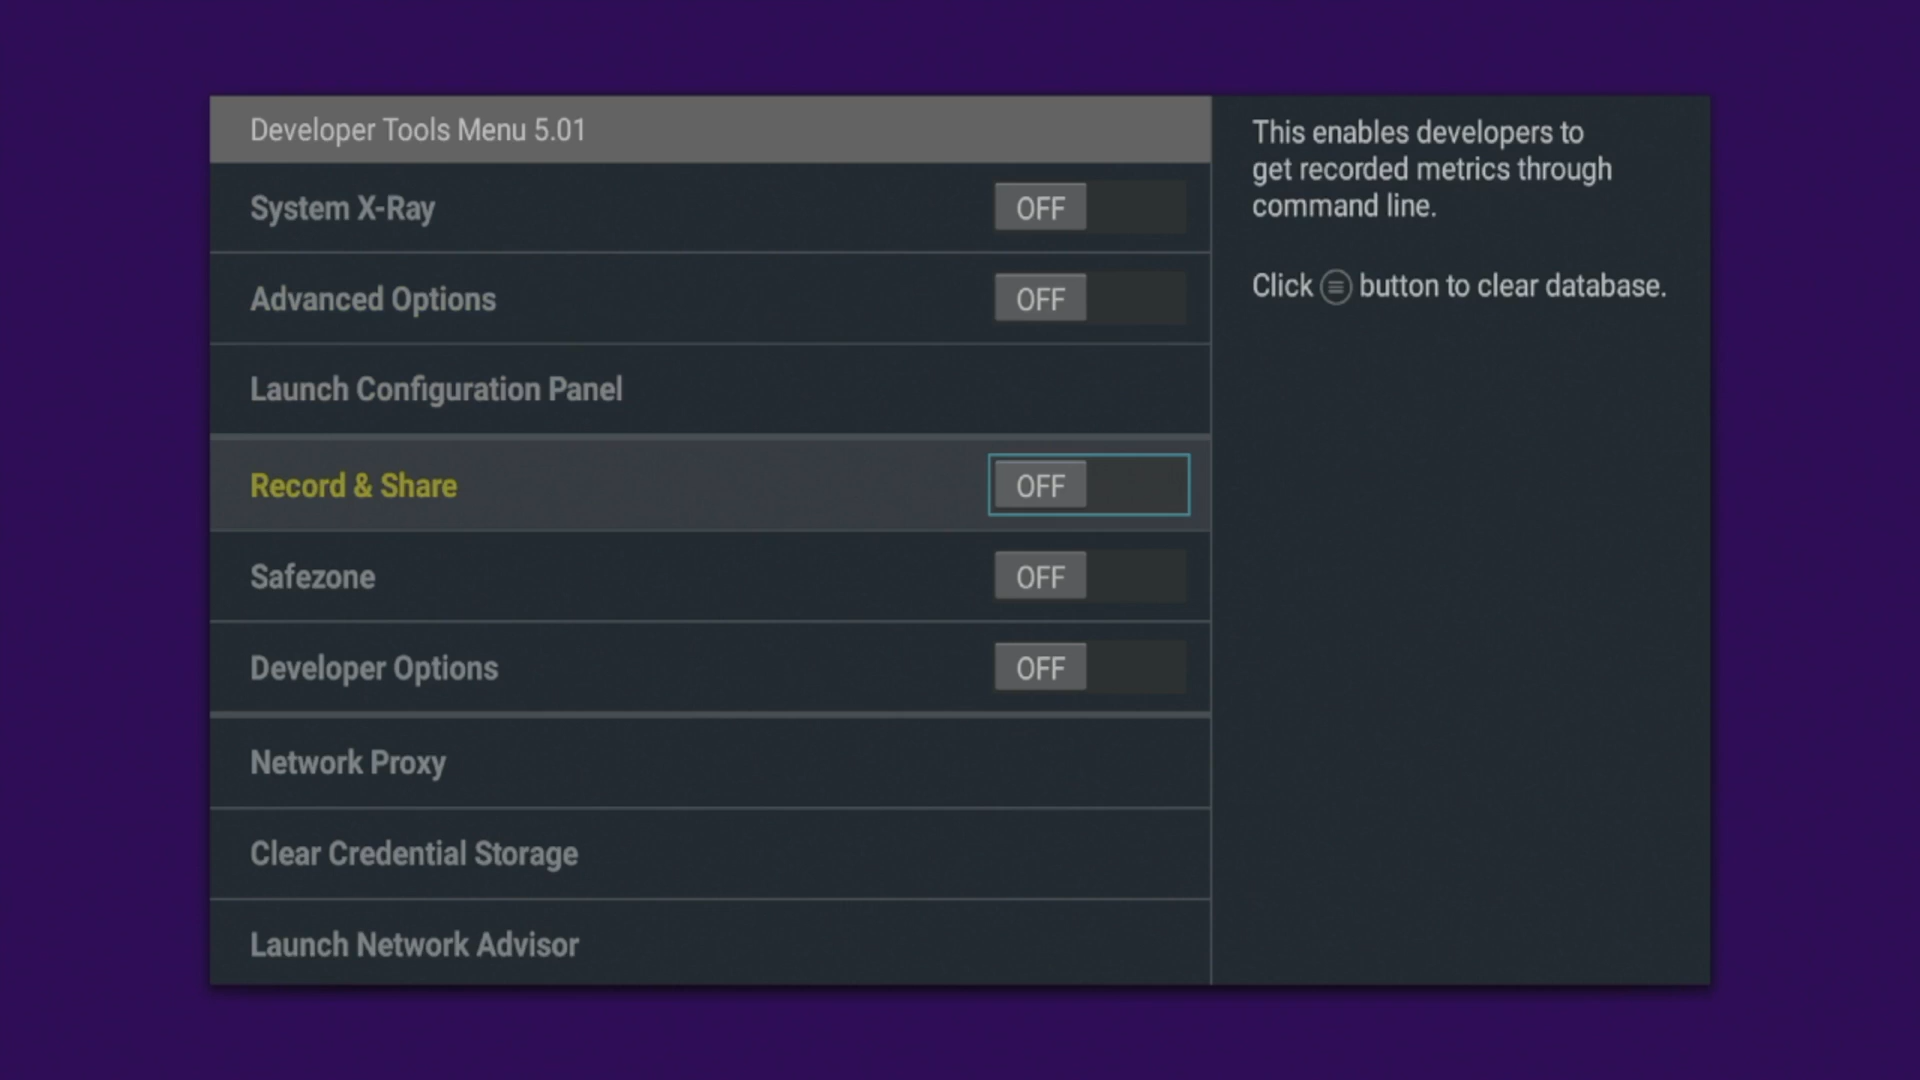 Developer Tools Menu 5.01
System X-Ray
OFF
Advanced Options
OFF
Launch Configuration Panel
Record & Share
OFF
Safezone
OFF
Developer Options
OFF
Network Proxy
Clear Credential Storage
Launch Network Advisor
This enables developers to
get recorded metrics through
command line.
Click button to clear database.